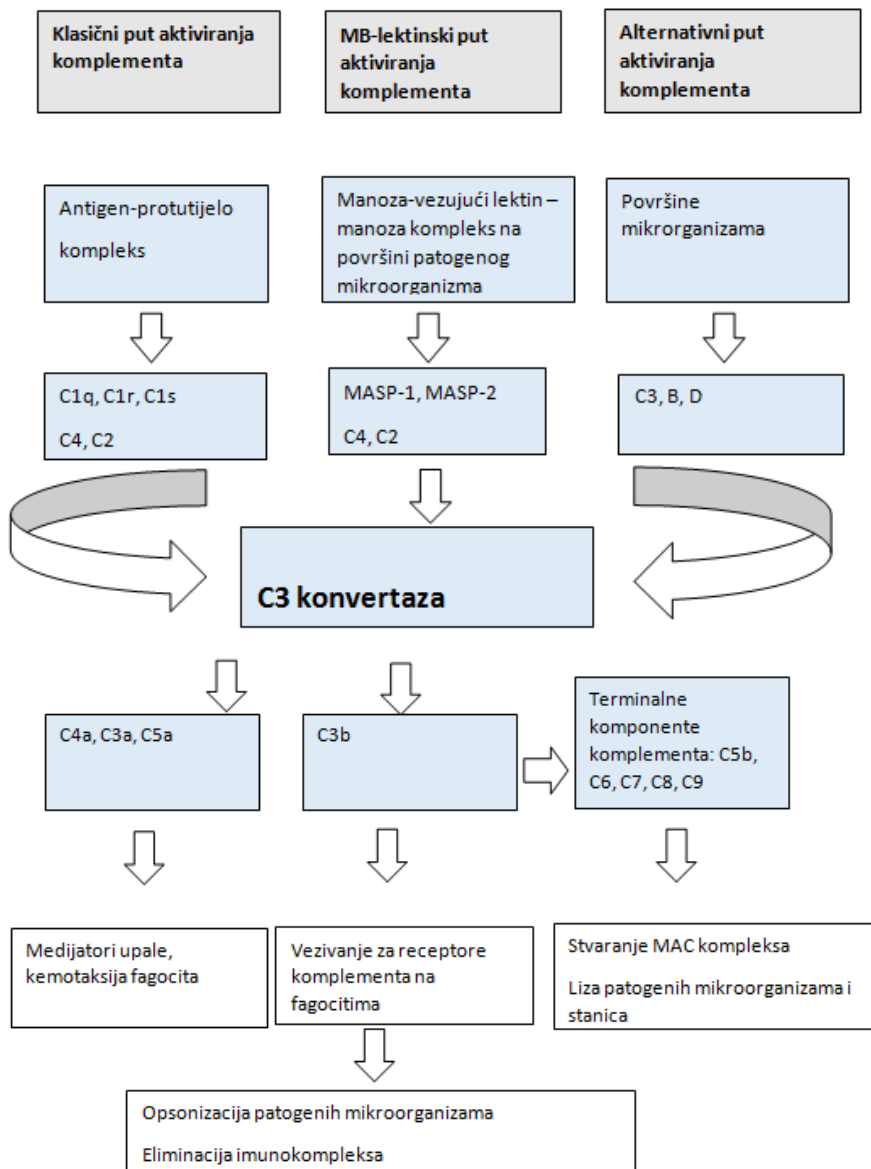 Klasični put aktiviranja
komplementa
MB-lektinski put
aktiviranja
komplementa
Alternativni put
aktiviranja
komplementa
Antigen-protutijelo
kompleks
Manoza-vezujući lektin –
manoza kompleks na
površini patogenog
mikroorganizma
Površine
mikrorganizama
C1q, C1r, C1s
C4, C2
MASP-1, MASP-2
C4, C2
C3, B, D
C3 konvertaza
C4a, C3a, C5a
C3b
Terminalne
komponente
komplementa: C5b,
C6, C7, C8, C9
Medijatori upale,
kemotaksija fagocita
Vezivanje za receptore
komplementa na
fagocitima
Stvaranje MAC kompleksa
Liza patogenih mikroorganizama i
stanica
Opsonizacija patogenih mikroorganizama
Eliminacija imunokompleksa